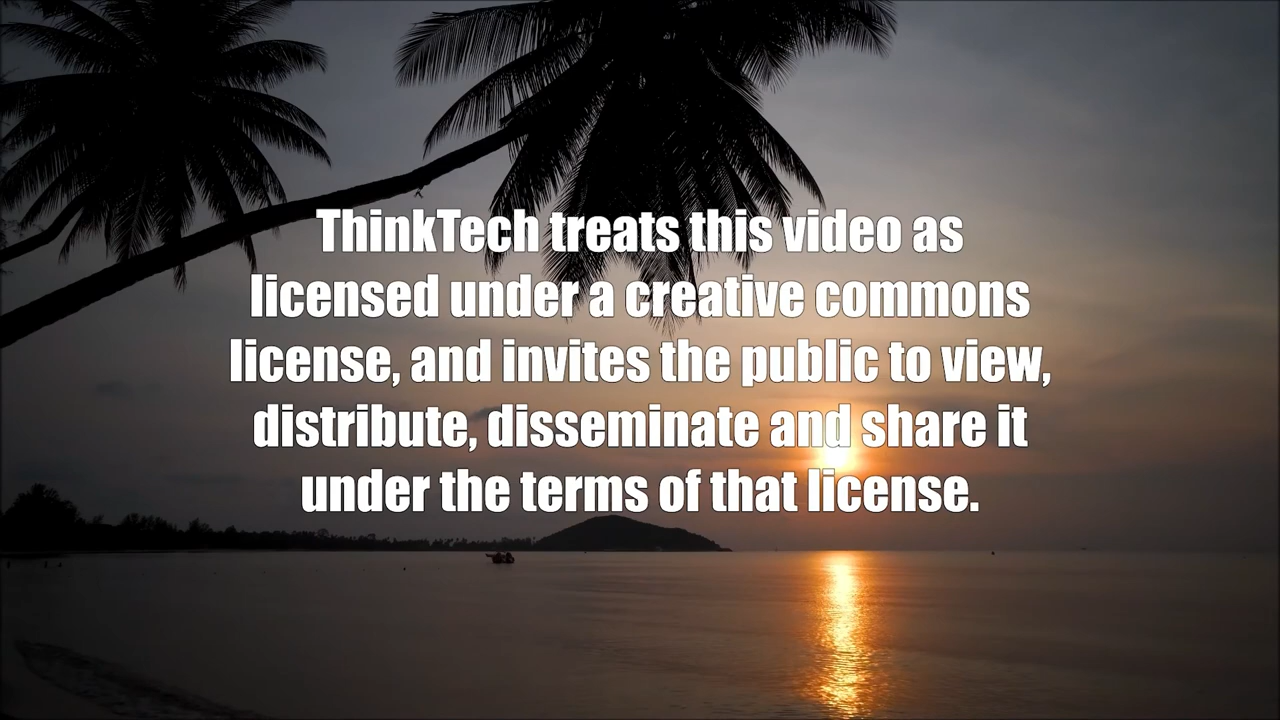 ThinkTech treats this video as
licensed under a creative commons
license, and invites the public to view,
distribute, disseminate and share it
under the terms of that license.